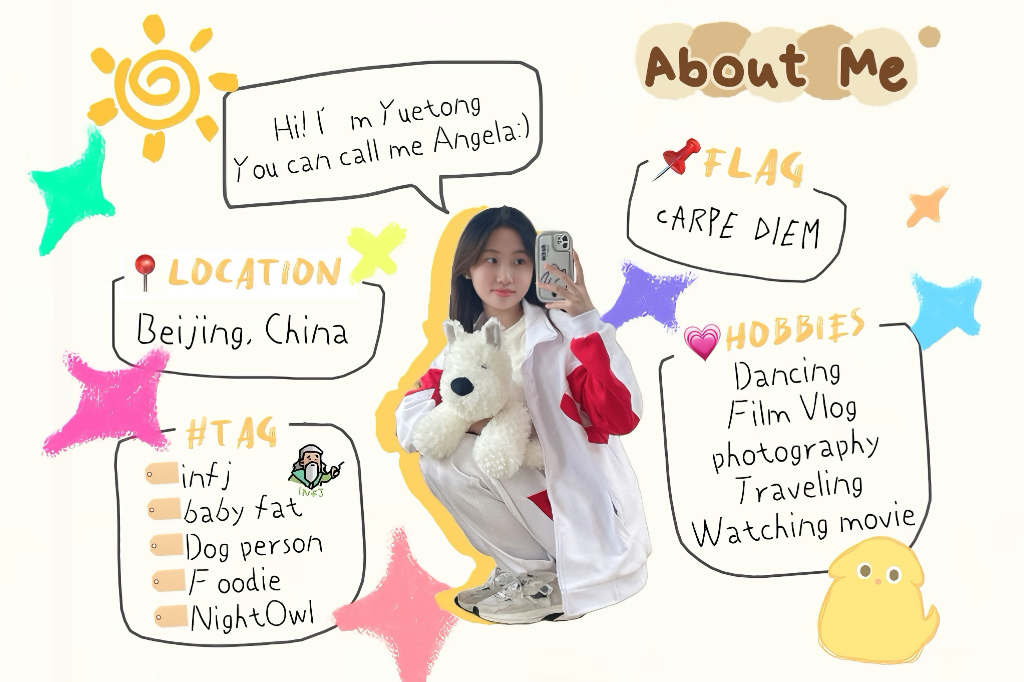 About Me
Hi! I'm Yuetong
You can call me Angela:)
FLAG
CARPE DIEM
LOCATION
Beijing, China
HOBBIES
Dancing
Film Vlog
photography
Traveling
Watching movie
#TAG
infj
INFJ
baby fat
Dog person
Foodie
NightOwl